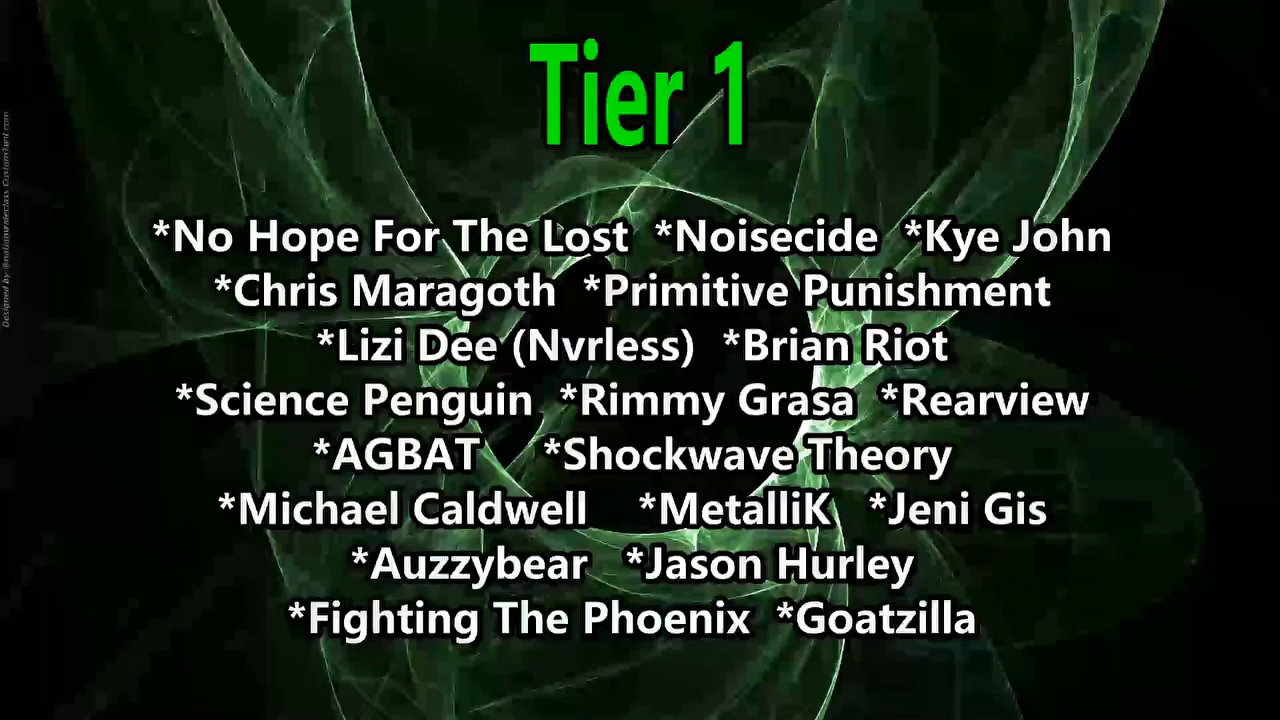 Tier 1
*No Hope For The Lost *Noisecide *Kye John
*Chris Maragoth *Primitive Punishment
*Lizi Dee (Nvrless) *Brian Riot
*Science Penguin *Rimmy Grasa *Rearview
*AGBAT *Shockwave Theory
*Michael Caldwell *MetalliK *Jeni Gis
*Auzzybear *Jason Hurley
*Fighting The Phoenix *Goatzilla
Designed by